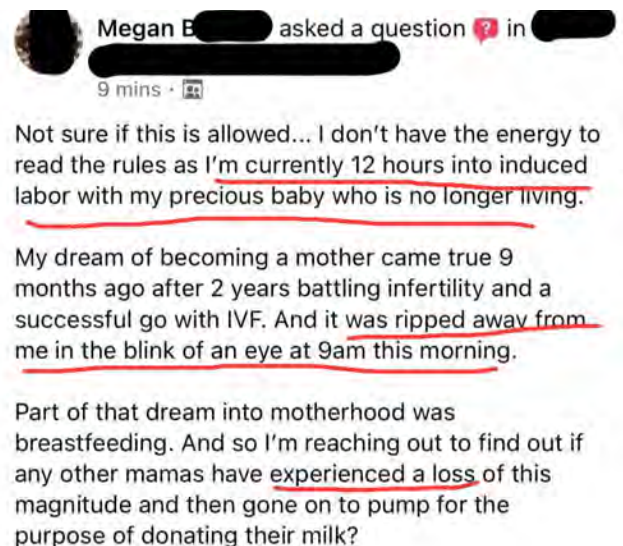 Megan B asked a question in
9 mins ·
Not sure if this is allowed... I don't have the energy to
read the rules as I'm currently 12 hours into induced
labor with my precious baby who is no longer living.
My dream of becoming a mother came true 9
months ago after 2 years battling infertility and a
successful go with IVF. And it was ripped away from
me in the blink of an eye at 9am this morning.
Part of that dream into motherhood was
breastfeeding. And so I'm reaching out to find out if
any other mamas have experienced a loss of this
magnitude and then gone on to pump for the
purpose of donating their milk?